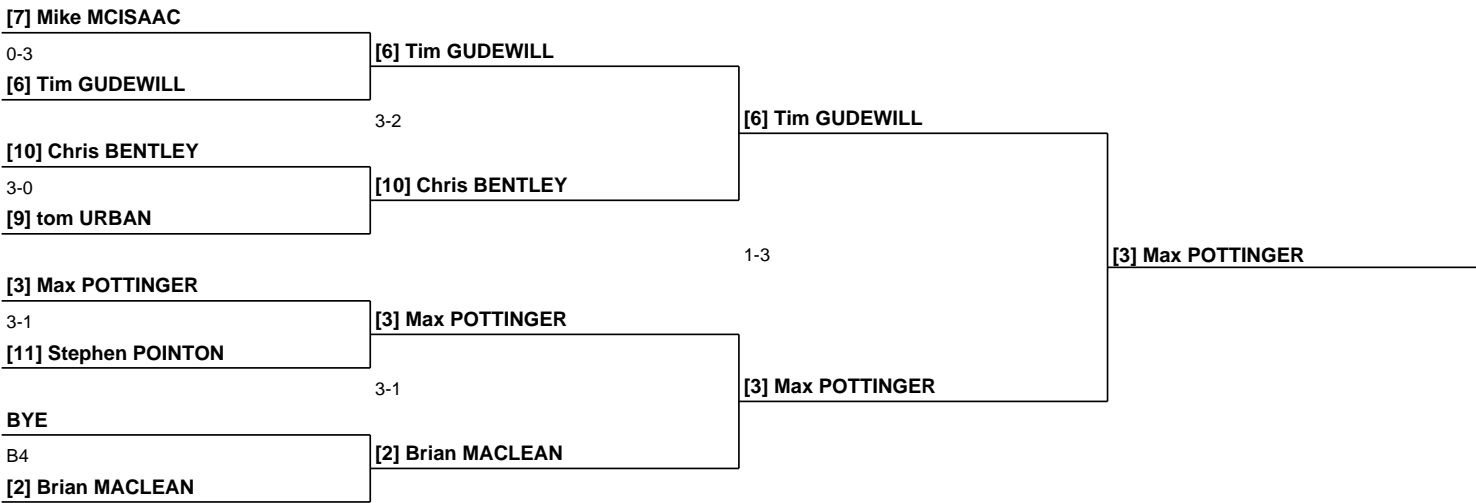 [7] Mike MCISAAC
0-3
[6] Tim GUDEWILL
[6] Tim GUDEWILL
3-2
[6] Tim GUDEWILL
[10] Chris BENTLEY
3-0
[10] Chris BENTLEY
[9] tom URBAN
1-3
[3] Max POTTINGER
[3] Max POTTINGER
3-1
[3] Max POTTINGER
[11] Stephen POINTON
3-1
[3] Max POTTINGER
BYE
B4
[2] Brian MACLEAN
[2] Brian MACLEAN